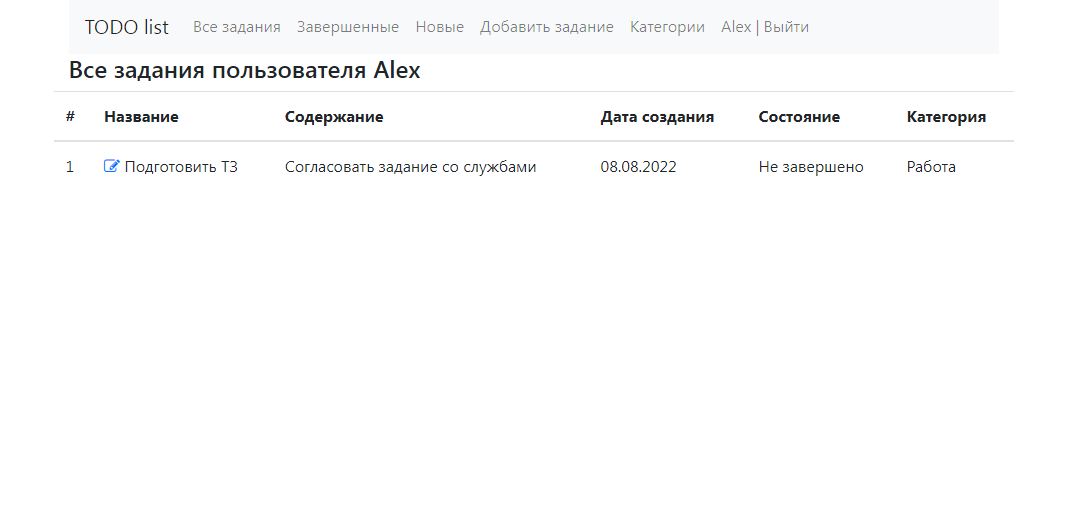 TODO list Все задания Завершенные Новые Добавить задание Категории Alex | Выйти
Все задания пользователя Alex
# Название Содержание Дата создания Состояние Категория
1 Подготовить ТЗ Согласовать задание со службами 08.08.2022 Не завершено Работа